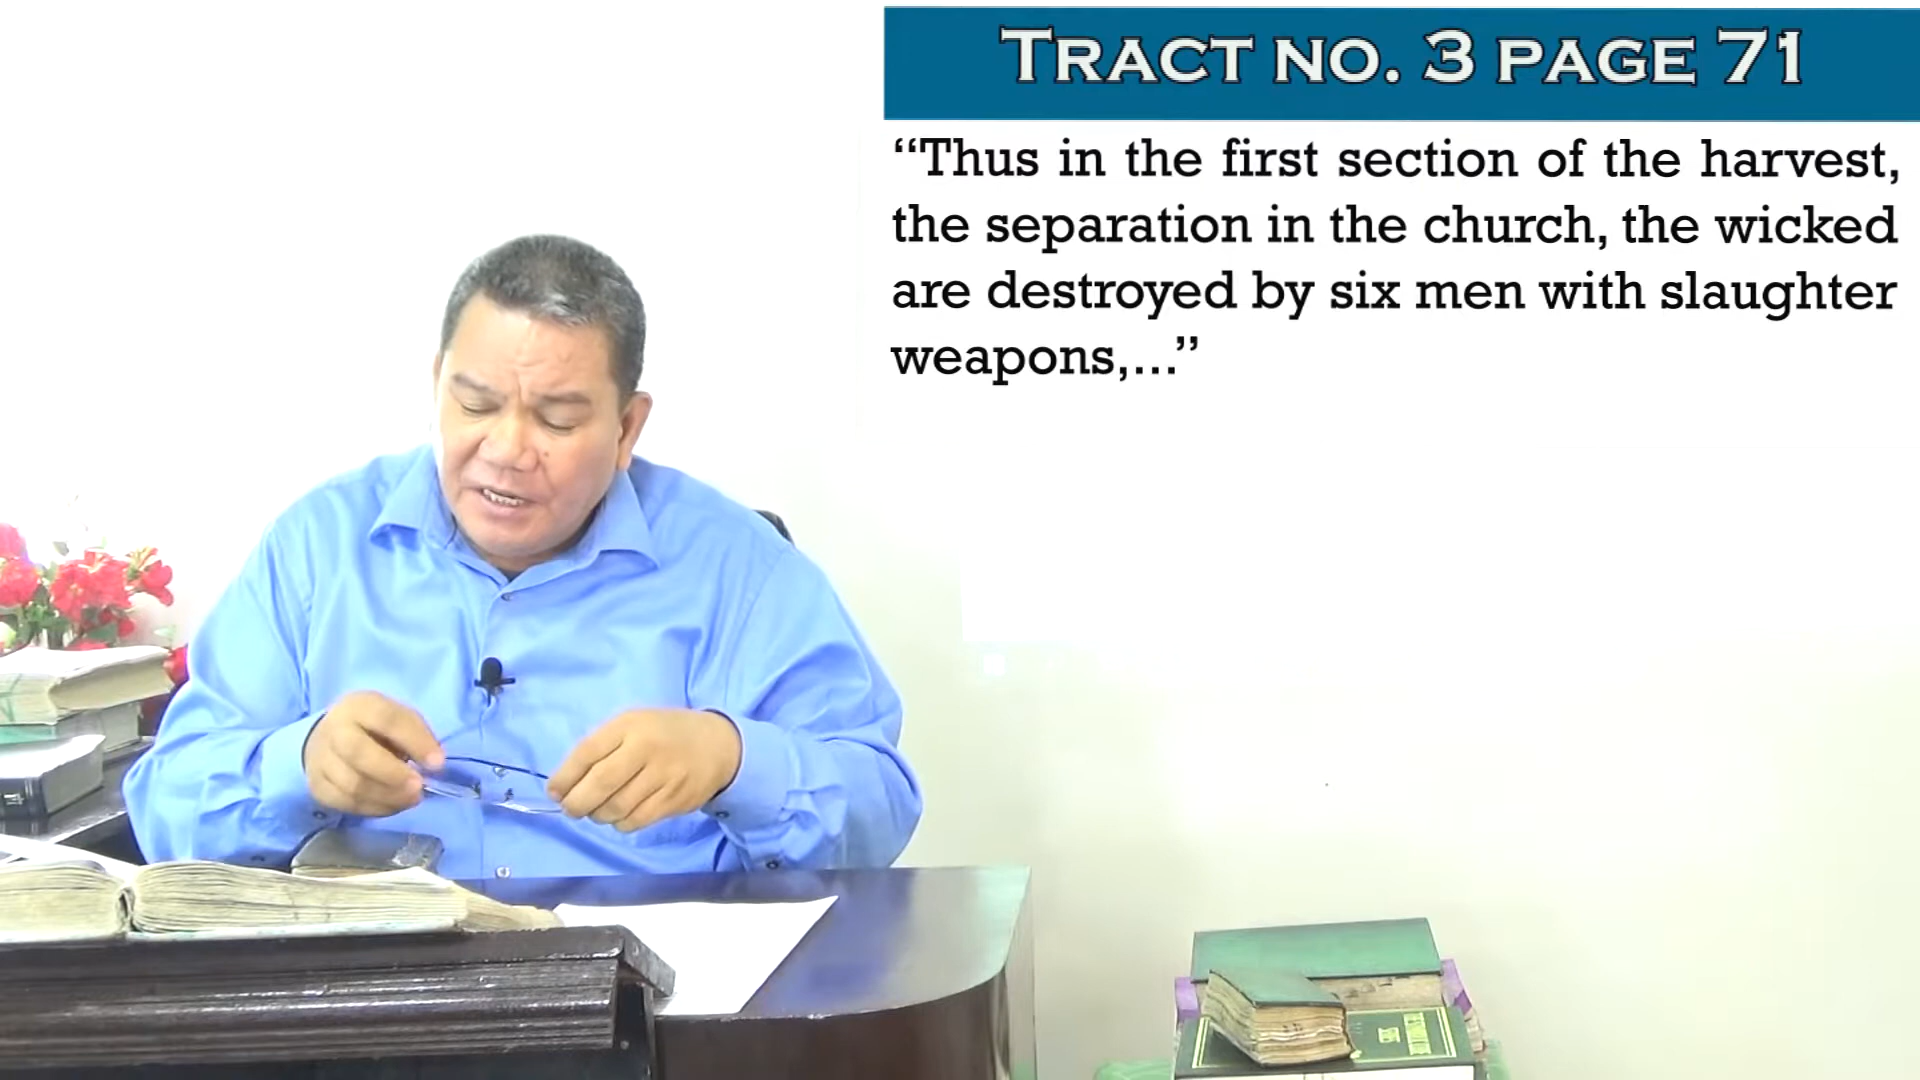 TRACT NO. 3 PAGE 71
“Thus in the first section of the harvest,
the separation in the church, the wicked
are destroyed by six men with slaughter
weapons,...”